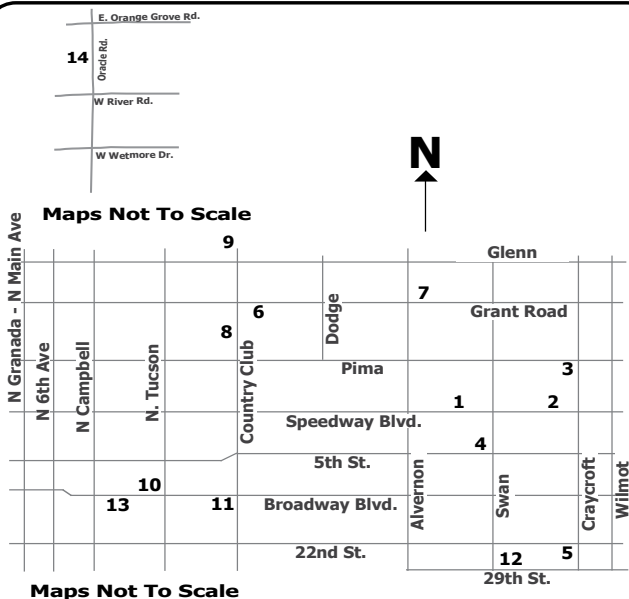 E. Orange Grove Rd.
14
Oracle Rd.
W River Rd.
W Wetmore Dr.
N
Maps Not To Scale
9
Glenn
7
6
Grant Road
8
Dodge
N Granada - N Main Ave
N 6th Ave
N Campbell
N. Tucson
Country Club
Pima
3
1
2
Speedway Blvd.
4
5th St.
10
13
11
Broadway Blvd.
Alvernon
Swan
Craycroft
Wilmot
22nd St.
12
5
29th St.
Maps Not To Scale